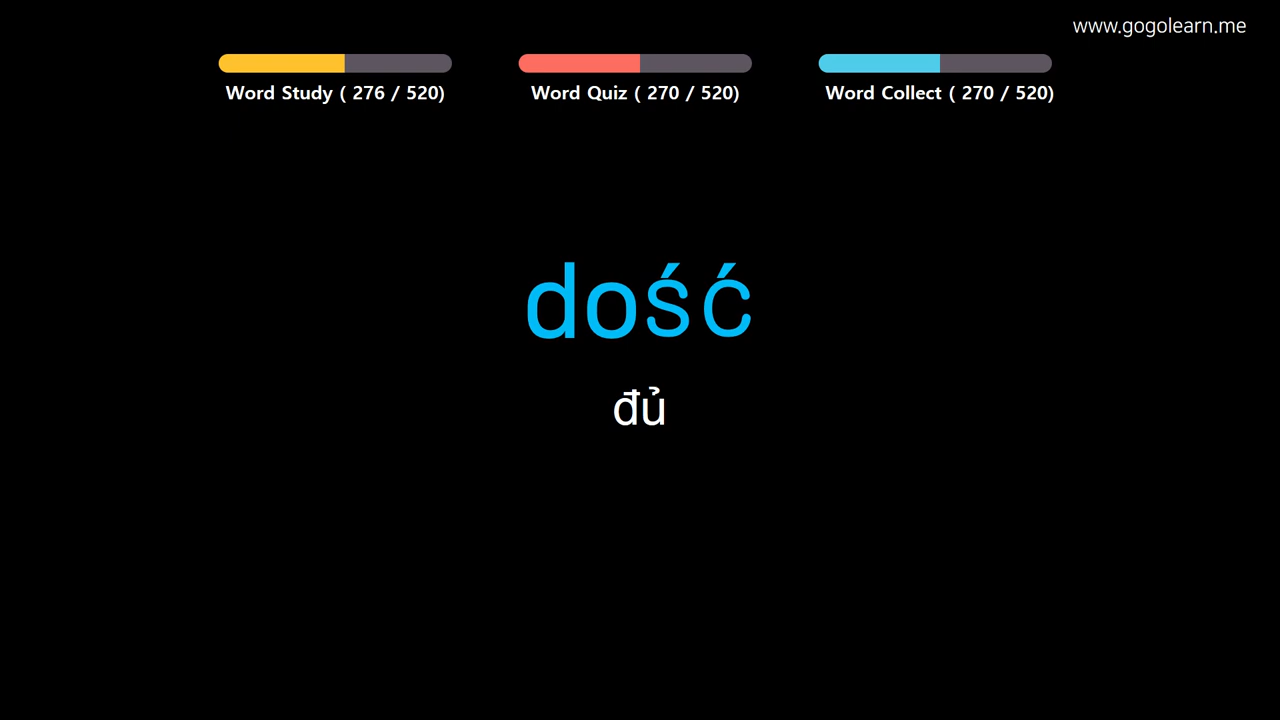 www.gogolearn.me
Word Study ( 276 / 520)
Word Quiz ( 270 / 520)
Word Collect ( 270 / 520)
dość
đủ